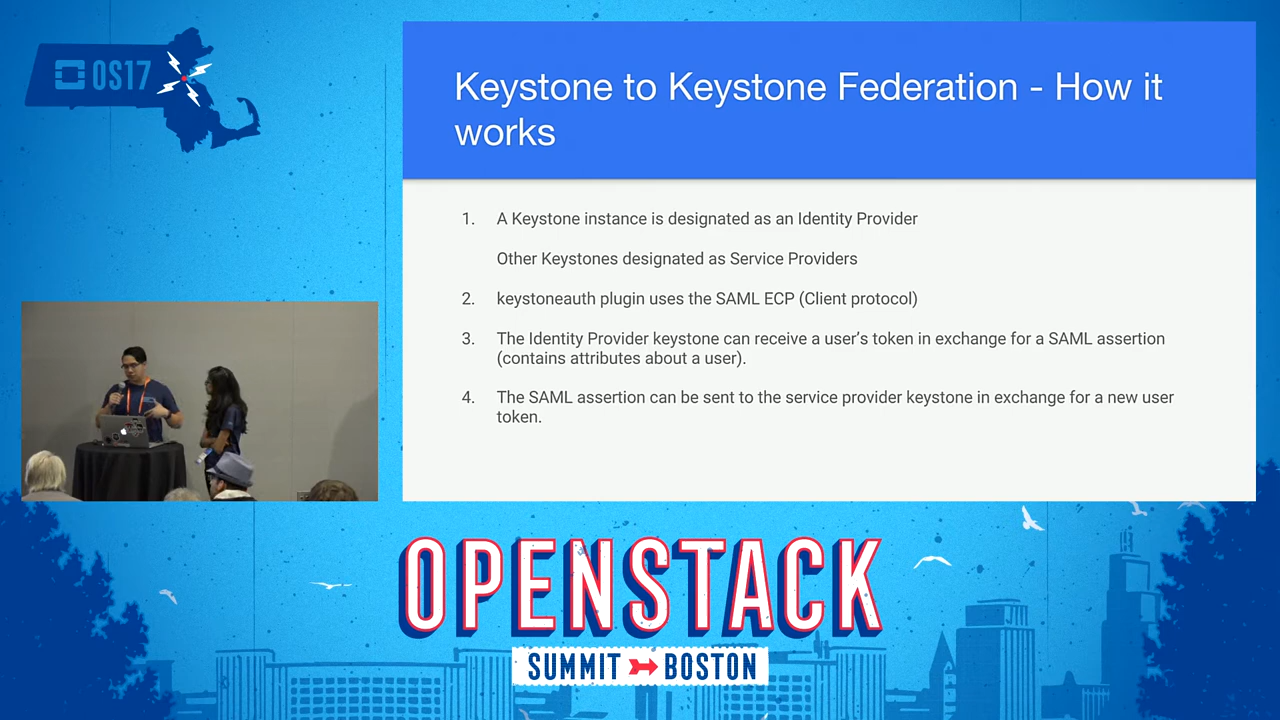 OS17
Keystone to Keystone Federation - How it
works
1. A Keystone instance is designated as an Identity Provider
Other Keystones designated as Service Providers
2. keystoneauth plugin uses the SAML ECP (Client protocol)
3. The Identity Provider keystone can receive a user’s token in exchange for a SAML assertion
(contains attributes about a user).
4. The SAML assertion can be sent to the service provider keystone in exchange for a new user
token.
OPENSTACK
SUMMIT BOSTON